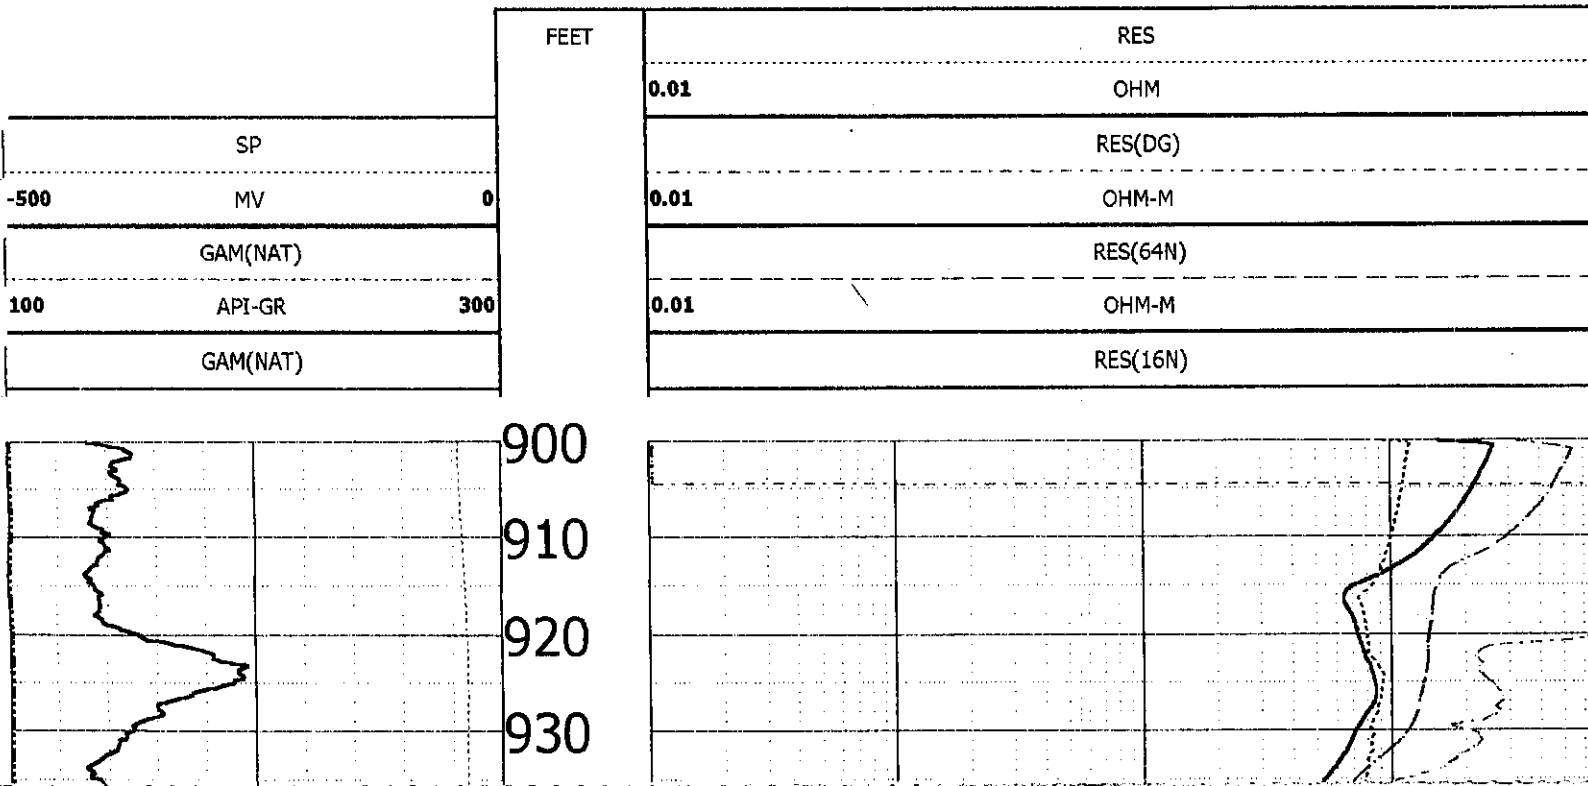 FEET RES
0.01 OHM
SP RES(DG)
-500 MV 0 0.01 OHM-M
GAM(NAT) RES(64N)
100 API-GR 300 0.01 OHM-M
GAM(NAT) RES(16N)
900
910
920
930